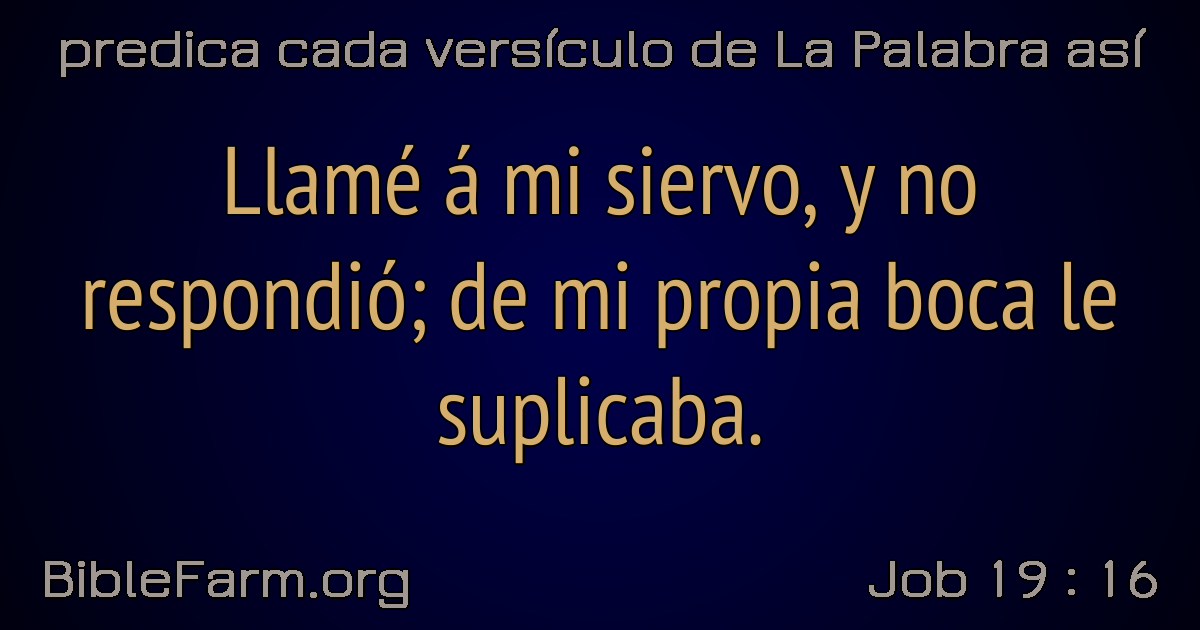 predica cada versículo de La Palabra así
Llamé á mi siervo, y no
respondió; de mi propia boca le
suplicaba.
BibleFarm.org
Job 19 : 16